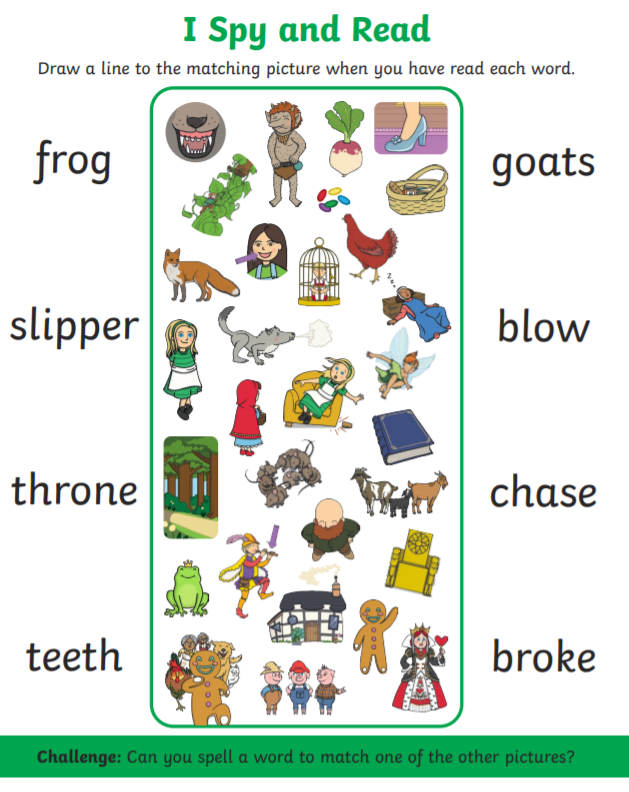 I Spy and Read
Draw a line to the matching picture when you have read each word.
frog
goats
slipper
blow
throne
chase
teeth
broke
z z z
Challenge: Can you spell a word to match one of the other pictures?